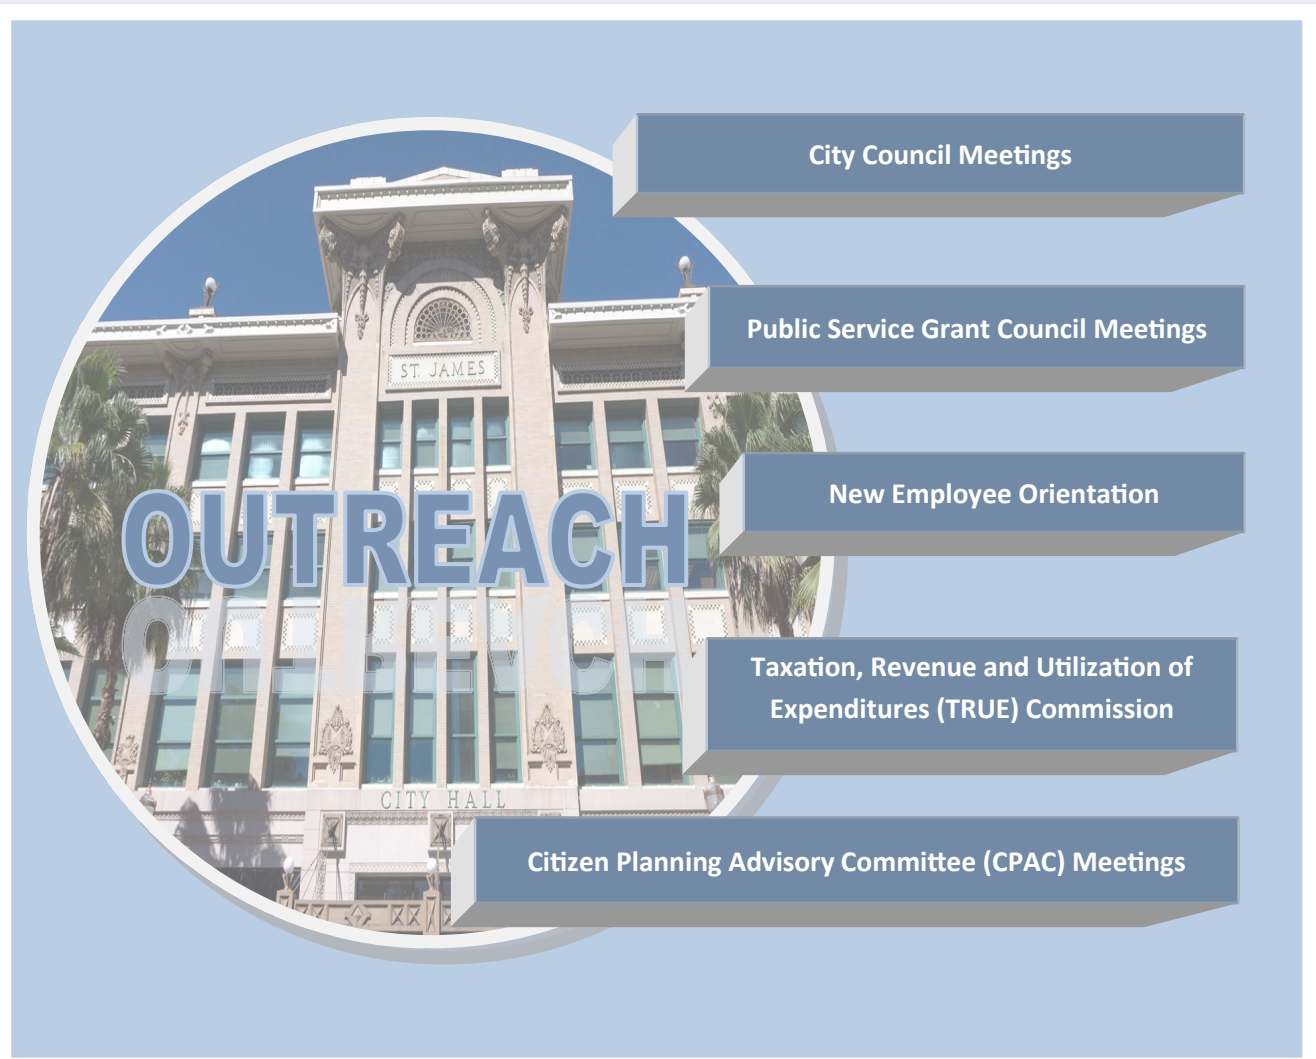 City Council Meetings
Public Service Grant Council Meetings
ST. JAMES
New Employee Orientation
OUTREACH
Taxation, Revenue and Utilization of
Expenditures (TRUE) Commission
CITY HALL
Citizen Planning Advisory Committee (CPAC) Meetings